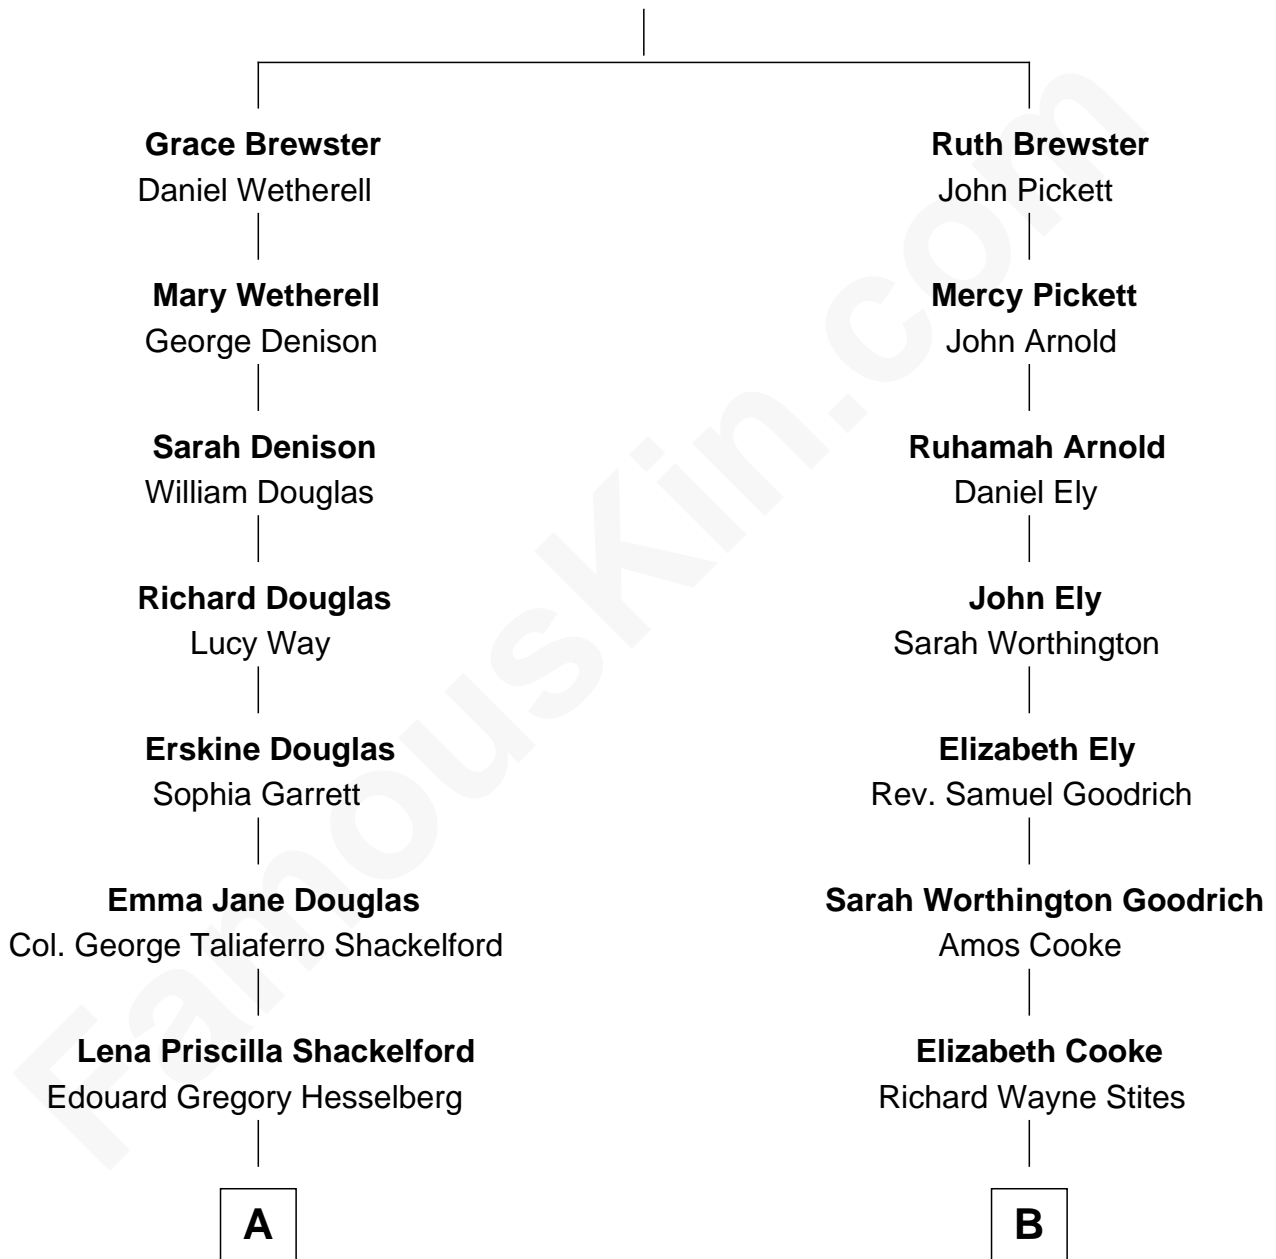 Grace Brewster
Daniel Wetherell
Ruth Brewster
John Pickett
Mary Wetherell
George Denison
Mercy Pickett
John Arnold
Sarah Denison
William Douglas
Ruhamah Arnold
Daniel Ely
Richard Douglas
Lucy Way
John Ely
Sarah Worthington
Erskine Douglas
Sophia Garrett
Elizabeth Ely
Rev. Samuel Goodrich
Emma Jane Douglas
Col. George Taliaferro Shackelford
Sarah Worthington Goodrich
Amos Cooke
Lena Priscilla Shackelford
Edouard Gregory Hesselberg
Elizabeth Cooke
Richard Wayne Stites
A
B
FamousKin.com